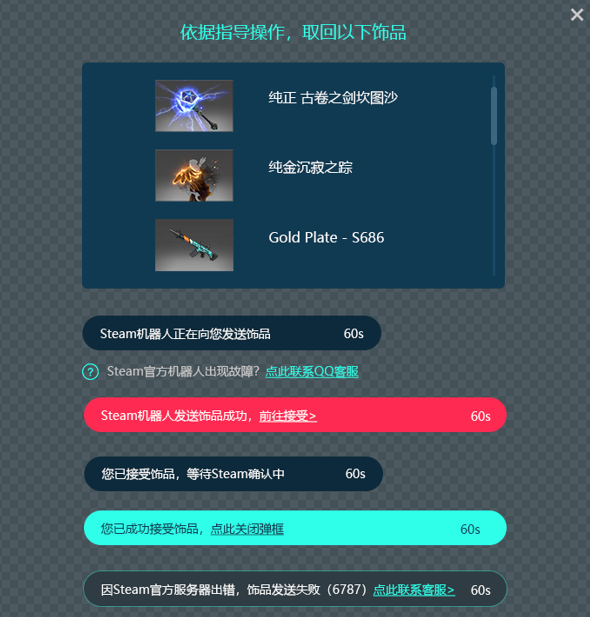 依据指导操作，取回以下饰品
纯正 古卷之剑坎图沙
纯金沉寂之踪
Gold Plate - S686
Steam机器人正在向您发送饰品 60s
Steam官方机器人出现故障？点此联系QQ客服
Steam机器人发送饰品成功，前往接受> 60s
您已接受饰品，等待Steam确认中 60s
您已成功接受饰品，点此关闭弹框 60s
因Steam官方服务器出错，饰品发送失败（6787）点此联系客服> 60s